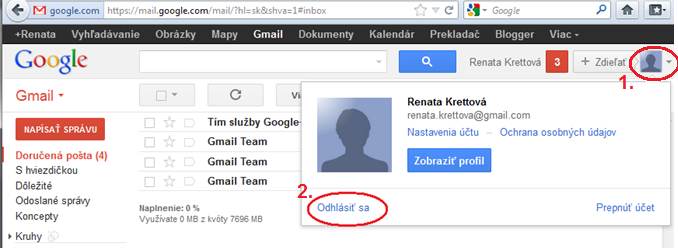 gmail.com https://mail.google.com/mail/?hl=sk&shva=1#inbox Google
+Renata Vyhľadávanie Obrázky Mapy Gmail Dokumenty Kalendár Prekladač Blogger Viac
Google Renata Krettová 3 + Zdieľať
1.
Gmail
NAPÍSAŤ SPRÁVU
Doručená pošta (4)
S hviezdičkou
Dôležité
Odoslané správy
Koncepty
Kruhy
Tím služby Google
Gmail Team
Gmail Team
Gmail Team
Naplnenie: 0 %
Využívate 0 MB z kvóty 7696 MB
Renata Krettová
renata.krettova@gmail.com
Nastavenia účtu – Ochrana osobných údajov
Zobraziť profil
2.
Odhlásiť sa Prepnúť účet